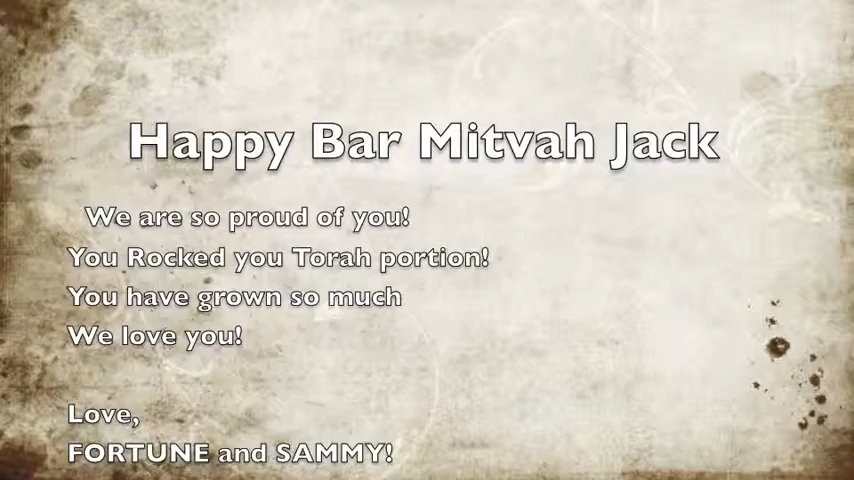 Happy Bar Mitvah Jack
We are so proud of you!
You Rocked you Torah portion!
You have grown so much
We love you!
Love,
FORTUNE and SAMMY!